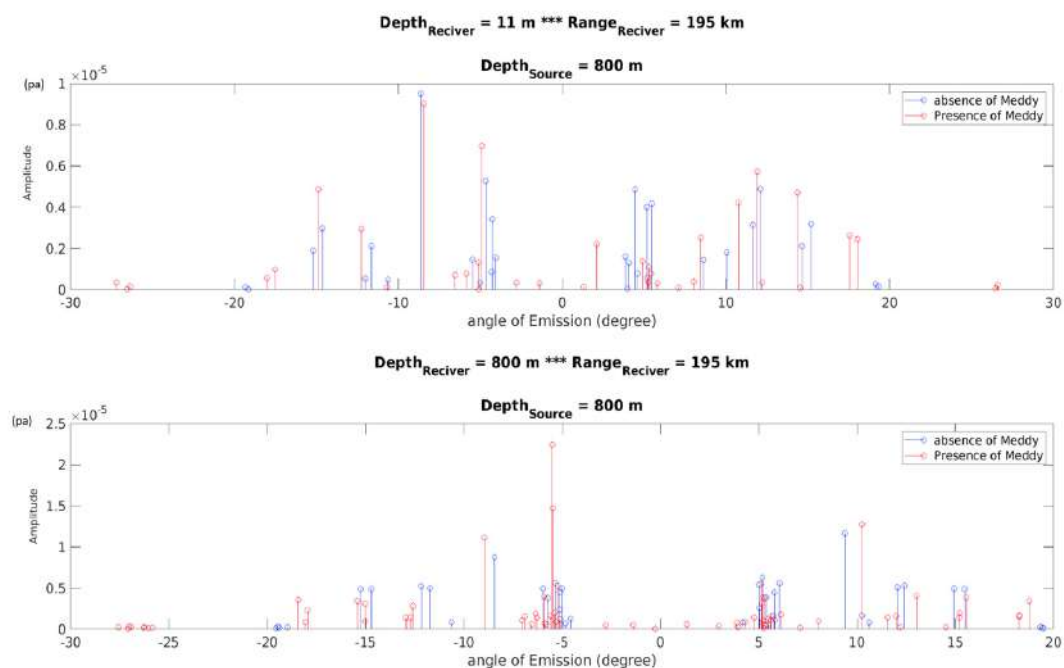 Depth_Reciver = 11 m *** Range_Reciver = 195 km
Depth_Source = 800 m
×10^-5
(pa)
1
0.8
0.6
0.4
0.2
0
Amplitude
absence of Meddy
Presence of Meddy
-30 -20 -10 0 10 20 30
angle of Emission (degree)
Depth_Reciver = 800 m *** Range_Reciver = 195 km
Depth_Source = 800 m
×10^-5
(pa)
2.5
2
1.5
1
0.5
0
Amplitude
absence of Meddy
Presence of Meddy
-30 -25 -20 -15 -10 -5 0 5 10 15 20
angle of Emission (degree)